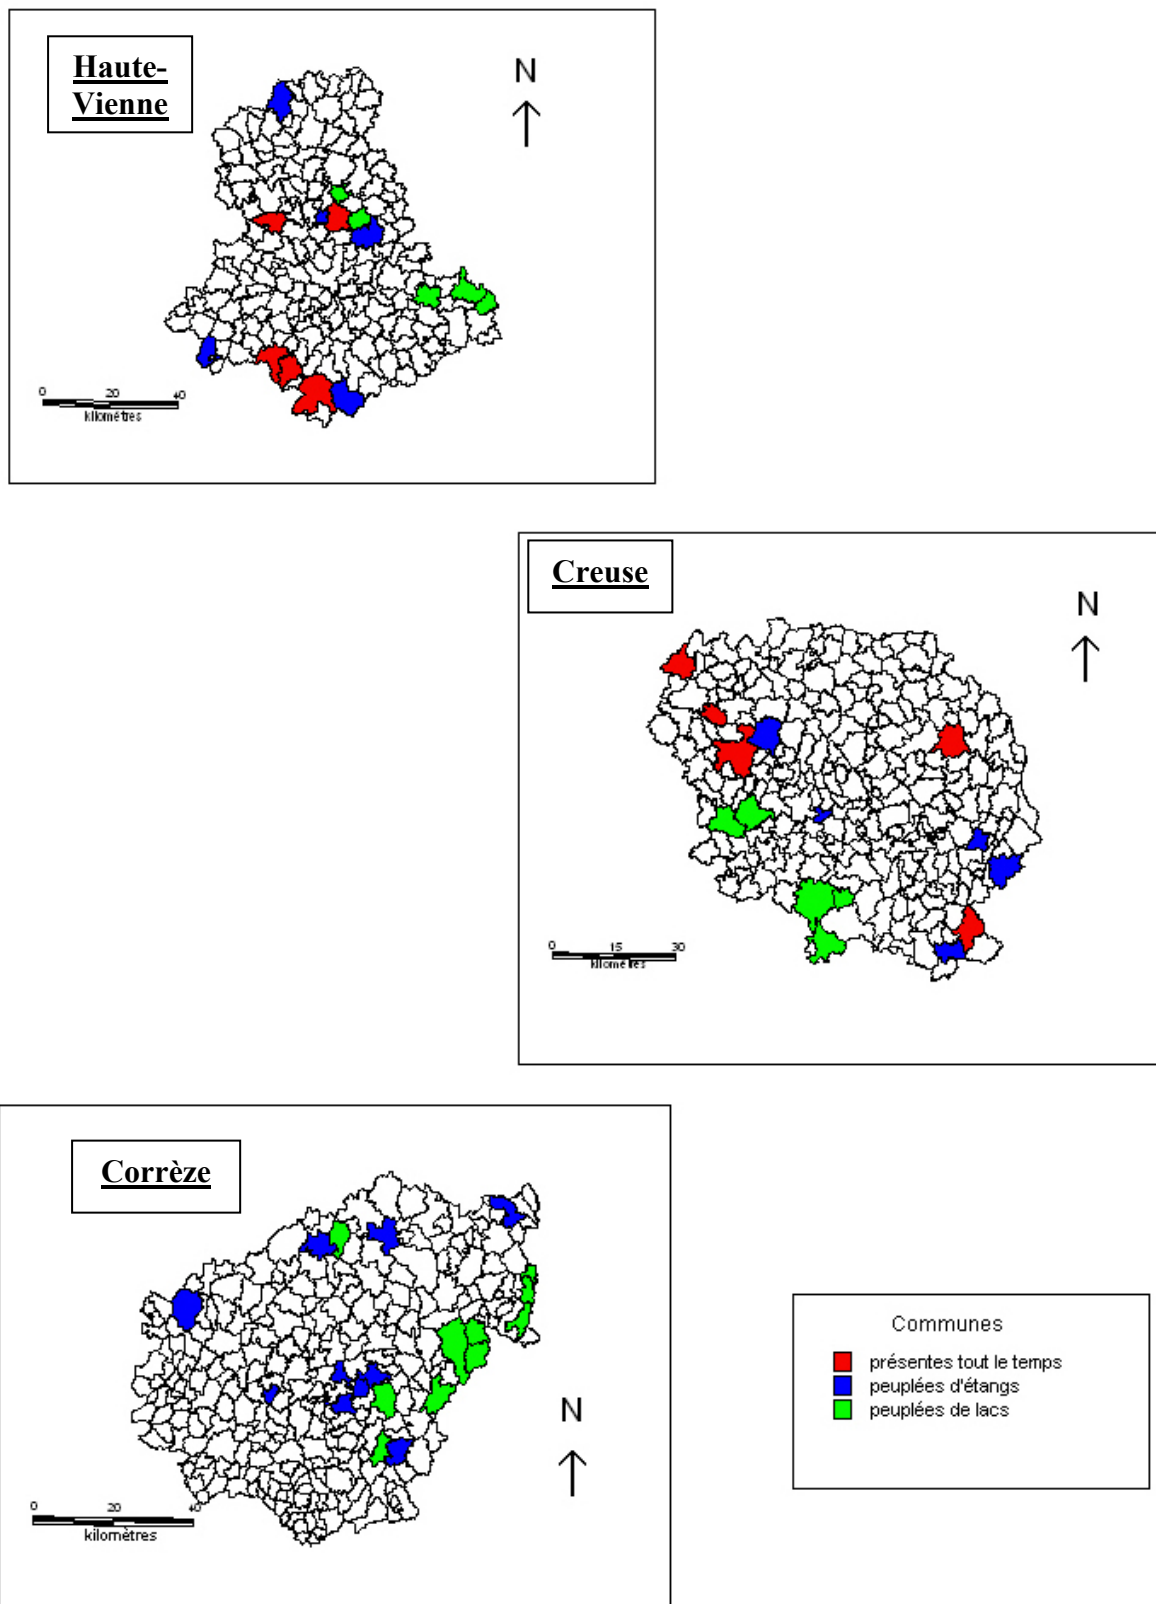 Haute-
Vienne
N
0 20 40
kilomètres
Creuse
N
0 15 30
kilomètres
Corrèze
N
0 20 40
kilomètres
Communes
présentes tout le temps
peuplées d'étangs
peuplées de lacs